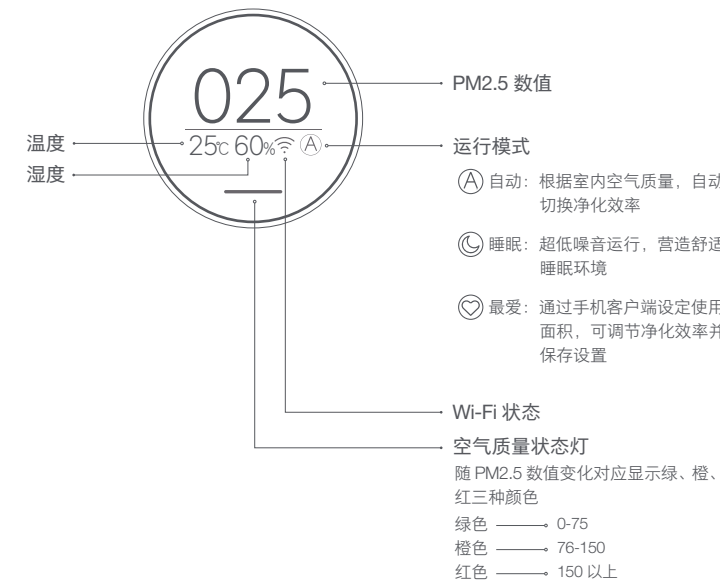 025
25℃ 60% A
温度
湿度
PM2.5 数值
运行模式
A 自动：根据室内空气质量，自动
切换净化效率
睡眠：超低噪音运行，营造舒适
睡眠环境
最爱：通过手机客户端设定使用
面积，可调节净化效率并
保存设置
Wi-Fi 状态
空气质量状态灯
随 PM2.5 数值变化对应显示绿、橙、
红三种颜色
绿色 0-75
橙色 76-150
红色 150 以上